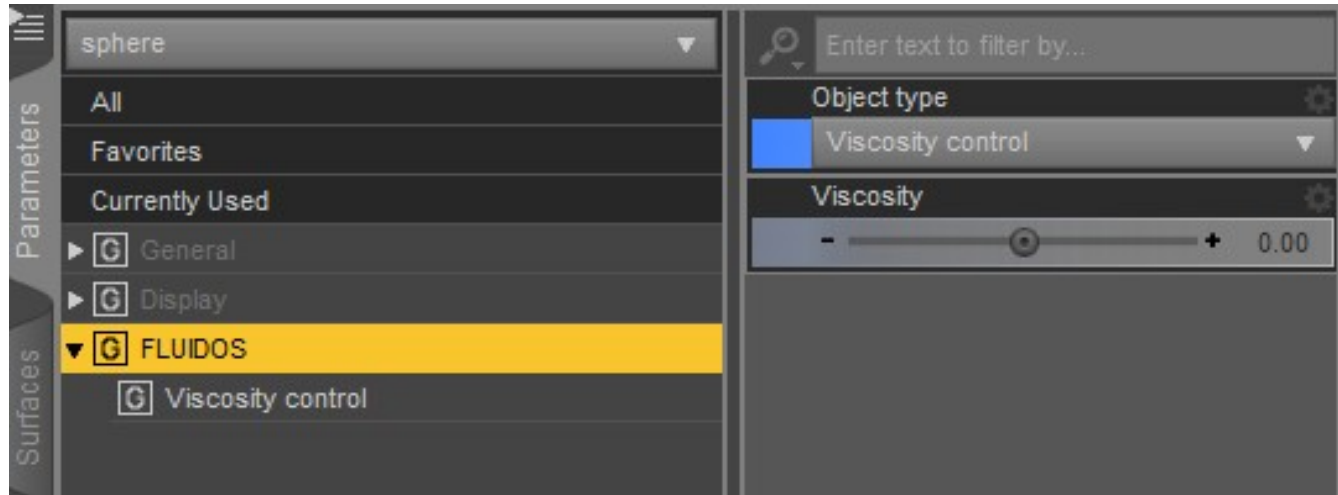 Parameters
Surfaces
sphere
All
Favorites
Currently Used
G General
G Display
G FLUIDOS
G Viscosity control
Enter text to filter by...
Object type
Viscosity control
Viscosity
- + 0.00